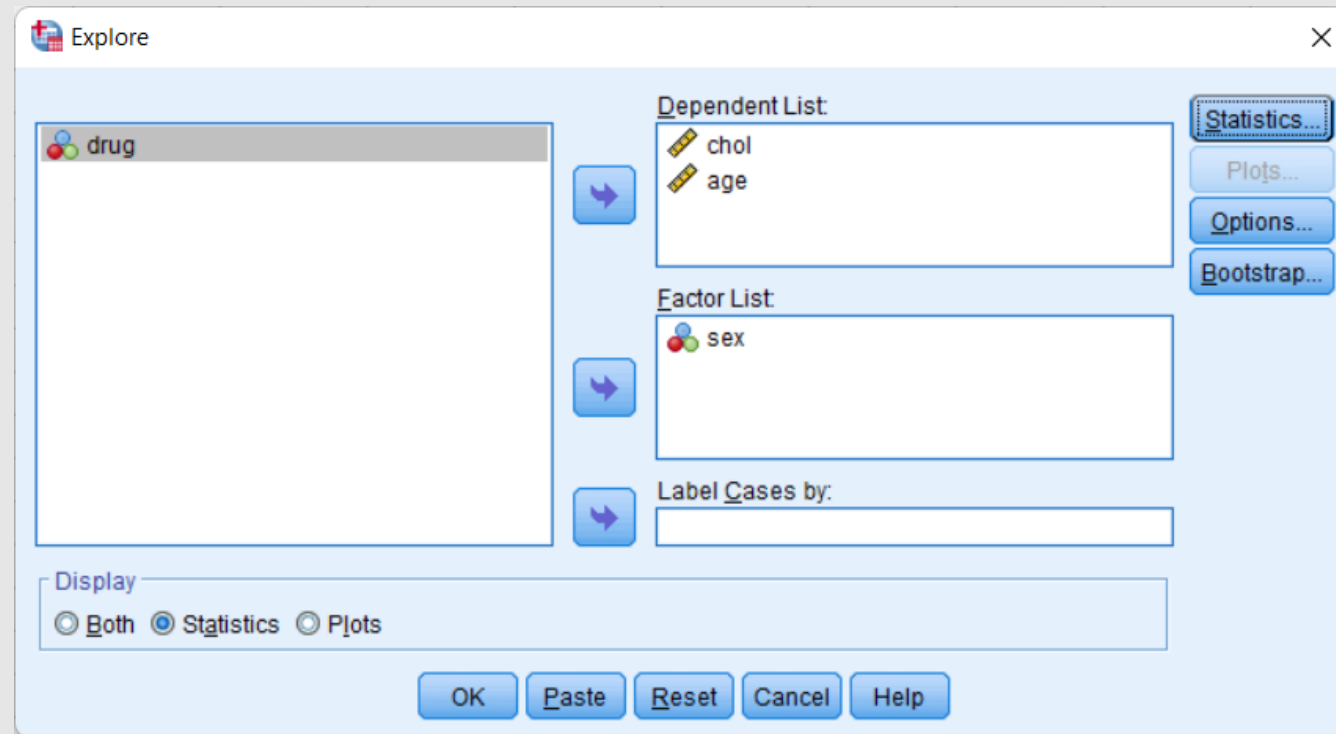 Explore
drug
Dependent List:
chol
age
Factor List:
sex
Label Cases by:
Statistics...
Plots...
Options...
Bootstrap...
Display
Both Statistics Plots
OK Paste Reset Cancel Help